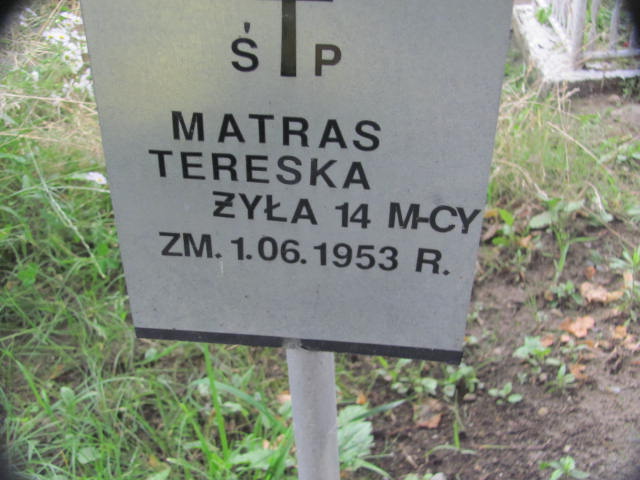 Ś P
MATRAS
TERESKA
ŻYŁA 14 M-CY
ZM. 1.06.1953 R.